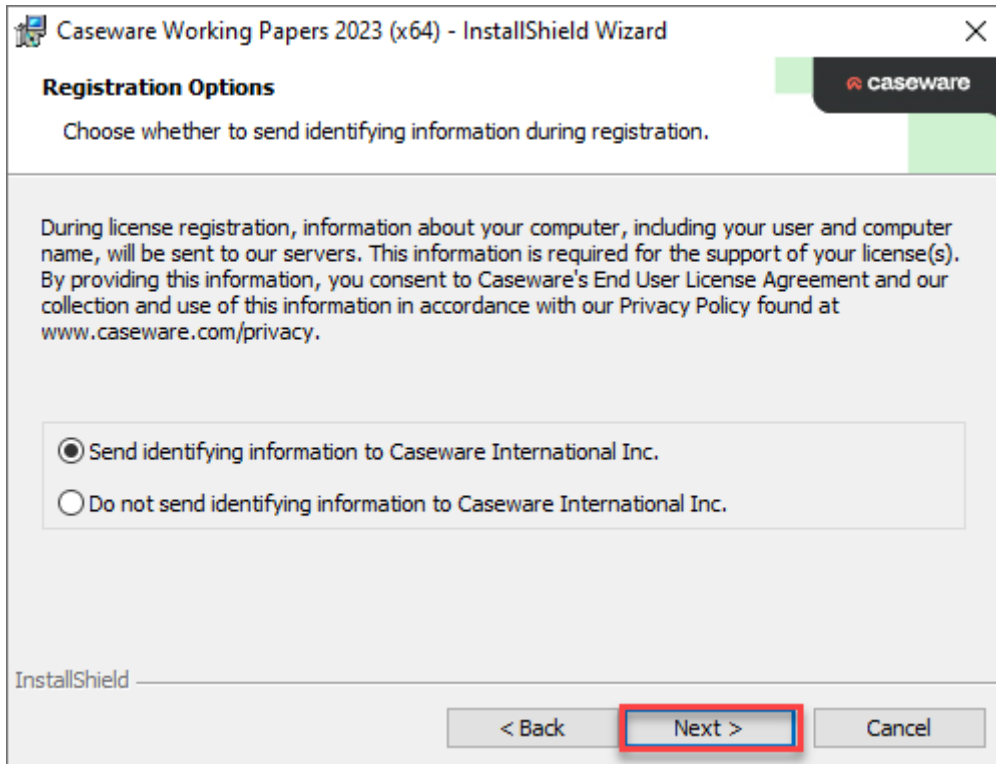 Caseware Working Papers 2023 (x64) - InstallShield Wizard
Registration Options
caseware
Choose whether to send identifying information during registration.
During license registration, information about your computer, including your user and computer
name, will be sent to our servers. This information is required for the support of your license(s).
By providing this information, you consent to Caseware's End User License Agreement and our
collection and use of this information in accordance with our Privacy Policy found at
www.caseware.com/privacy.
Send identifying information to Caseware International Inc.
Do not send identifying information to Caseware International Inc.
InstallShield
< Back Next > Cancel